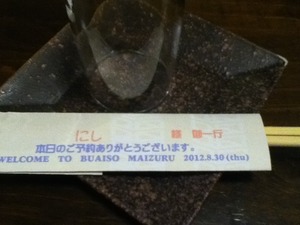 にし 様 御一行
本日のご予約ありがとうございます。
WELCOME TO BUAISO MAIZURU 2012.8.30 (thu)